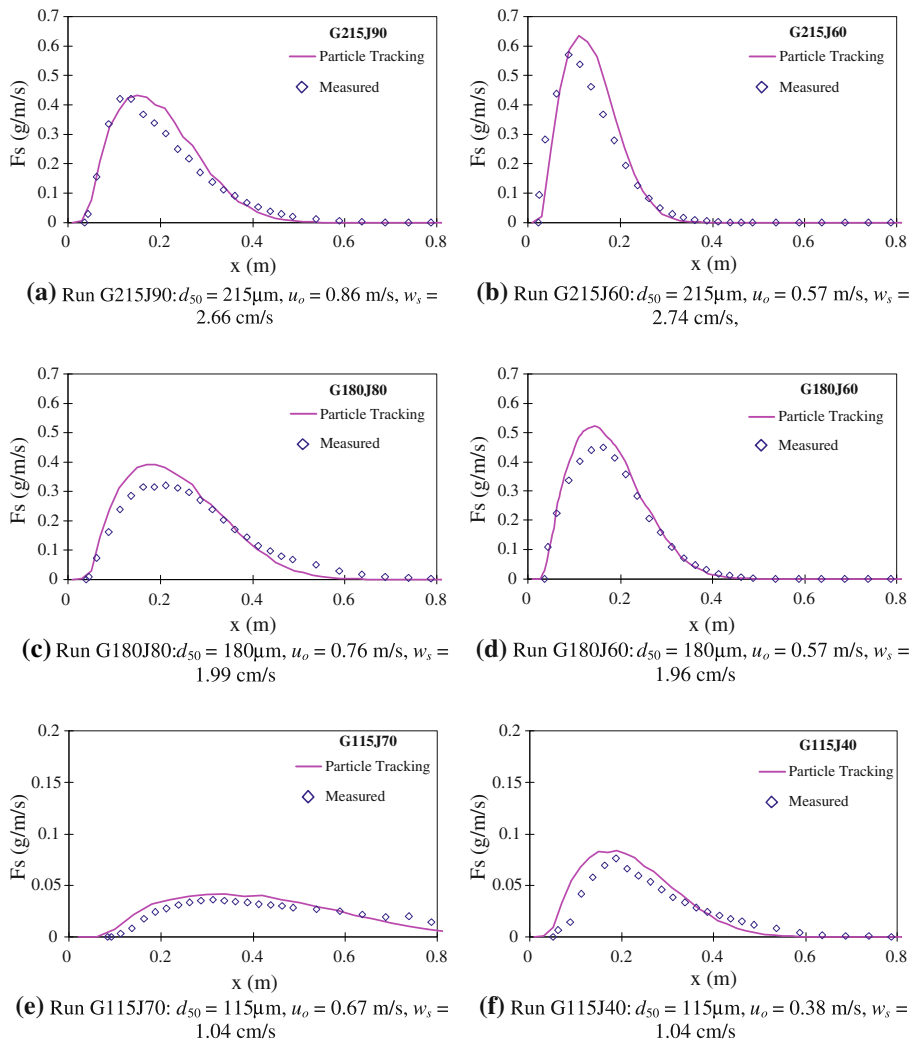 G215J90
Particle Tracking
Measured
Fs (g/m/s)
0.7
0.6
0.5
0.4
0.3
0.2
0.1
0
0 0.2 0.4 0.6 0.8
x (m)
(a) Run G215J90:d50 = 215µm, uo = 0.86 m/s, ws =
2.66 cm/s
G215J60
Particle Tracking
Measured
Fs (g/m/s)
0.7
0.6
0.5
0.4
0.3
0.2
0.1
0
0 0.2 0.4 0.6 0.8
x (m)
(b) Run G215J60:d50 = 215µm, uo = 0.57 m/s, ws =
2.74 cm/s,
G180J80
Particle Tracking
Measured
Fs (g/m/s)
0.7
0.6
0.5
0.4
0.3
0.2
0.1
0
0 0.2 0.4 0.6 0.8
x (m)
(c) Run G180J80:d50 = 180µm, uo = 0.76 m/s, ws =
1.99 cm/s
G180J60
Particle Tracking
Measured
Fs (g/m/s)
0.7
0.6
0.5
0.4
0.3
0.2
0.1
0
0 0.2 0.4 0.6 0.8
x (m)
(d) Run G180J60:d50 = 180µm, uo = 0.57 m/s, ws =
1.96 cm/s
G115J70
Particle Tracking
Measured
Fs (g/m/s)
0.2
0.15
0.1
0.05
0
0 0.2 0.4 0.6 0.8
x (m)
(e) Run G115J70: d50 = 115µm, uo = 0.67 m/s, ws =
1.04 cm/s
G115J40
Particle Tracking
Measured
Fs (g/m/s)
0.2
0.15
0.1
0.05
0
0 0.2 0.4 0.6 0.8
x (m)
(f) Run G115J40: d50 = 115µm, uo = 0.38 m/s, ws =
1.04 cm/s